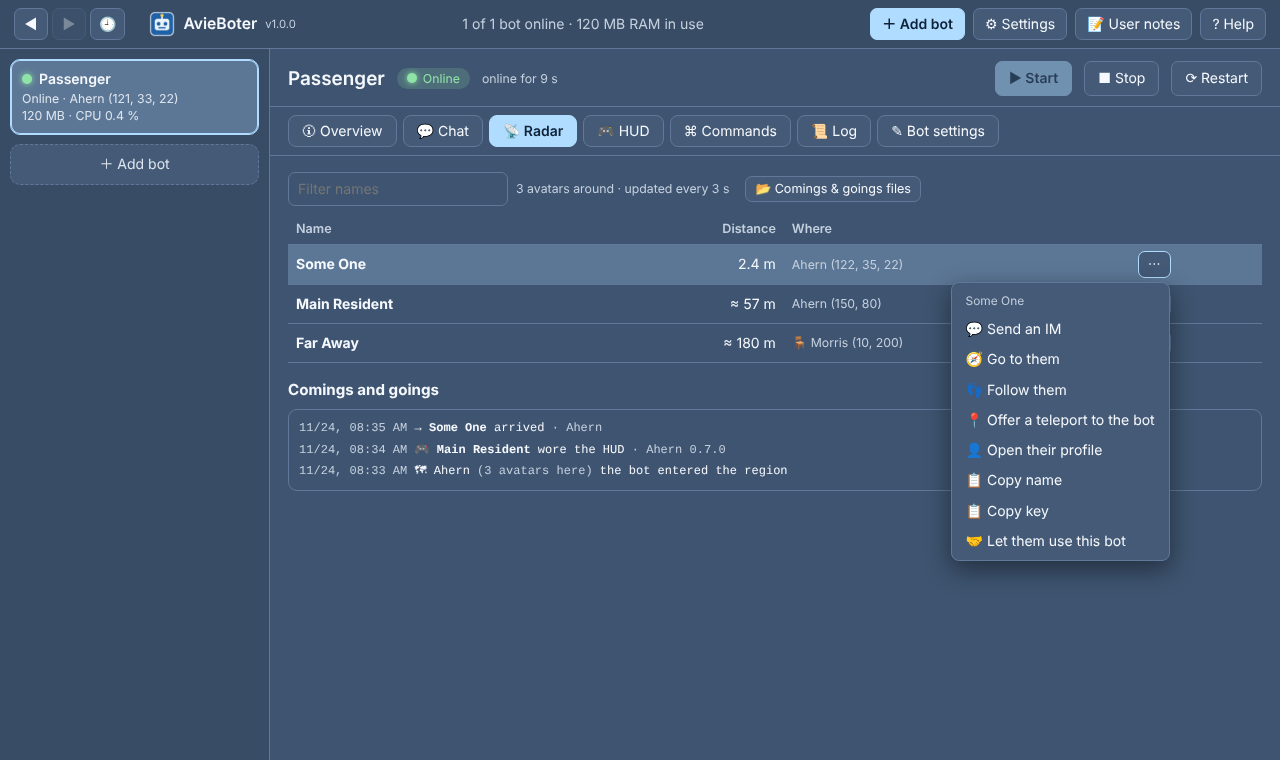 AvieBoter v1.0.0
1 of 1 bot online · 120 MB RAM in use
+ Add bot
⚙ Settings
📝 User notes
? Help
Passenger
Online · Ahern (121, 33, 22)
120 MB · CPU 0.4 %
+ Add bot
Passenger
Online
online for 9 s
▶ Start
■ Stop
⟳ Restart
🛈 Overview
💬 Chat
📡 Radar
🎮 HUD
⌘ Commands
📜 Log
✎ Bot settings
Filter names
3 avatars around · updated every 3 s
📂 Comings & goings files
Name Distance Where
Some One 2.4 m Ahern (122, 35, 22) ···
Main Resident ≈ 57 m Ahern (150, 80)
Far Away ≈ 180 m 🪑 Morris (10, 200)
Comings and goings
11/24, 08:35 AM → Some One arrived · Ahern
11/24, 08:34 AM 🎮 Main Resident wore the HUD · Ahern 0.7.0
11/24, 08:33 AM 🗺 Ahern (3 avatars here) the bot entered the region
Some One
💬 Send an IM
🧭 Go to them
👣 Follow them
📍 Offer a teleport to the bot
👤 Open their profile
📋 Copy name
📋 Copy key
🤝 Let them use this bot